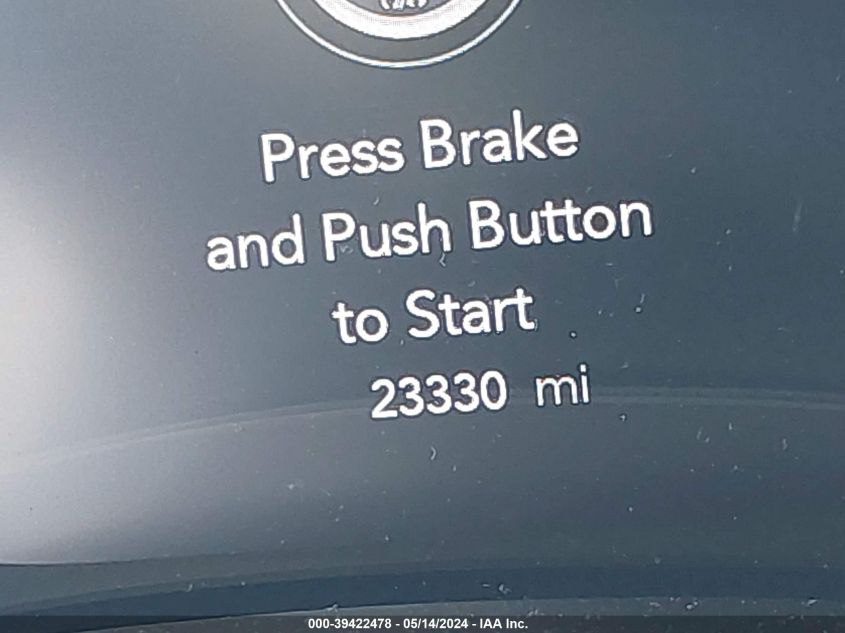 Press Brake
and Push Button
to Start
23330 mi
000-39422478 - 05/14/2024 - IAA Inc.